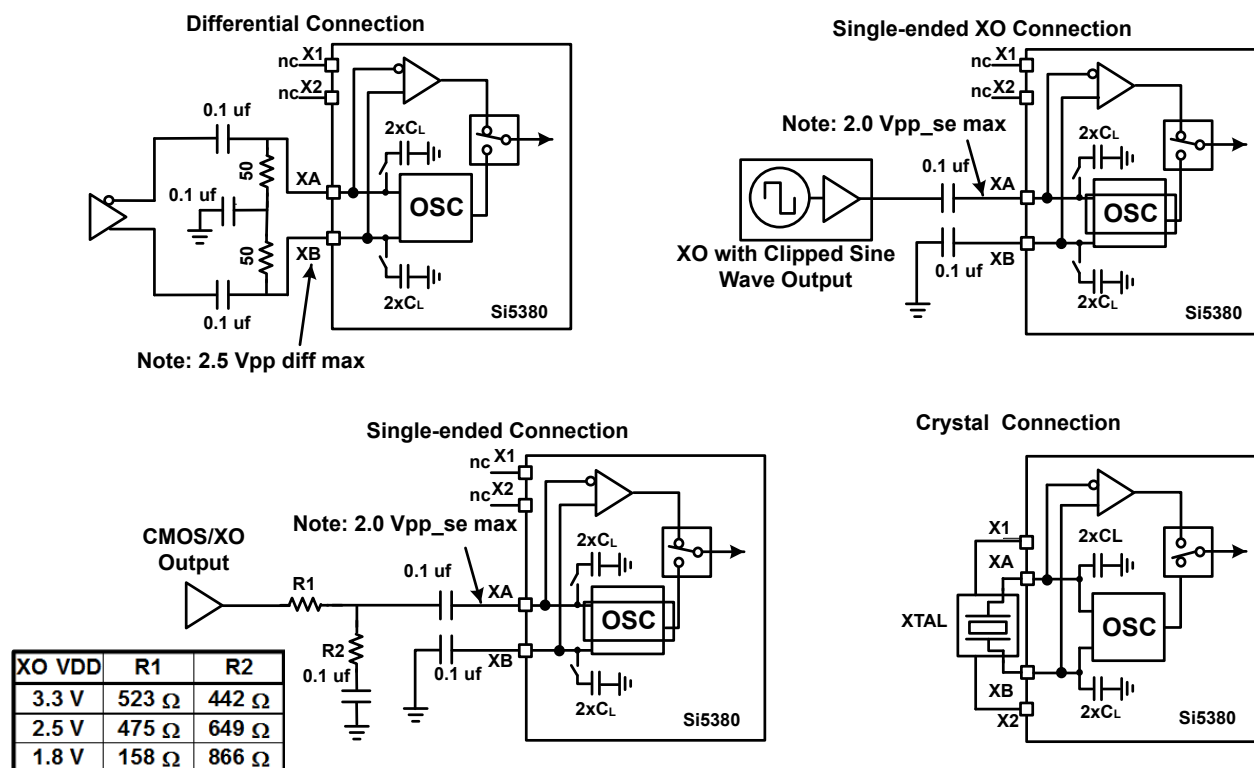 Differential Connection
nc X1
nc X2
0.1 uf
50
0.1 uf
50
0.1 uf
XA
XB
2xCL
OSC
2xCL
Si5380
Note: 2.5 Vpp diff max
Single-ended XO Connection
nc X1
nc X2
Note: 2.0 Vpp_se max
0.1 uf
XA
XB
0.1 uf
XO with Clipped Sine
Wave Output
2xCL
OSC
2xCL
Si5380
Single-ended Connection
nc X1
nc X2
Note: 2.0 Vpp_se max
CMOS/XO
Output
R1
0.1 uf
XA
R2
0.1 uf
0.1 uf
XB
2xCL
OSC
2xCL
Si5380
XO VDD R1 R2
3.3 V 523 Ω 442 Ω
2.5 V 475 Ω 649 Ω
1.8 V 158 Ω 866 Ω
Crystal Connection
X1
XA
XTAL
XB
X2
2xCL
OSC
2xCL
Si5380